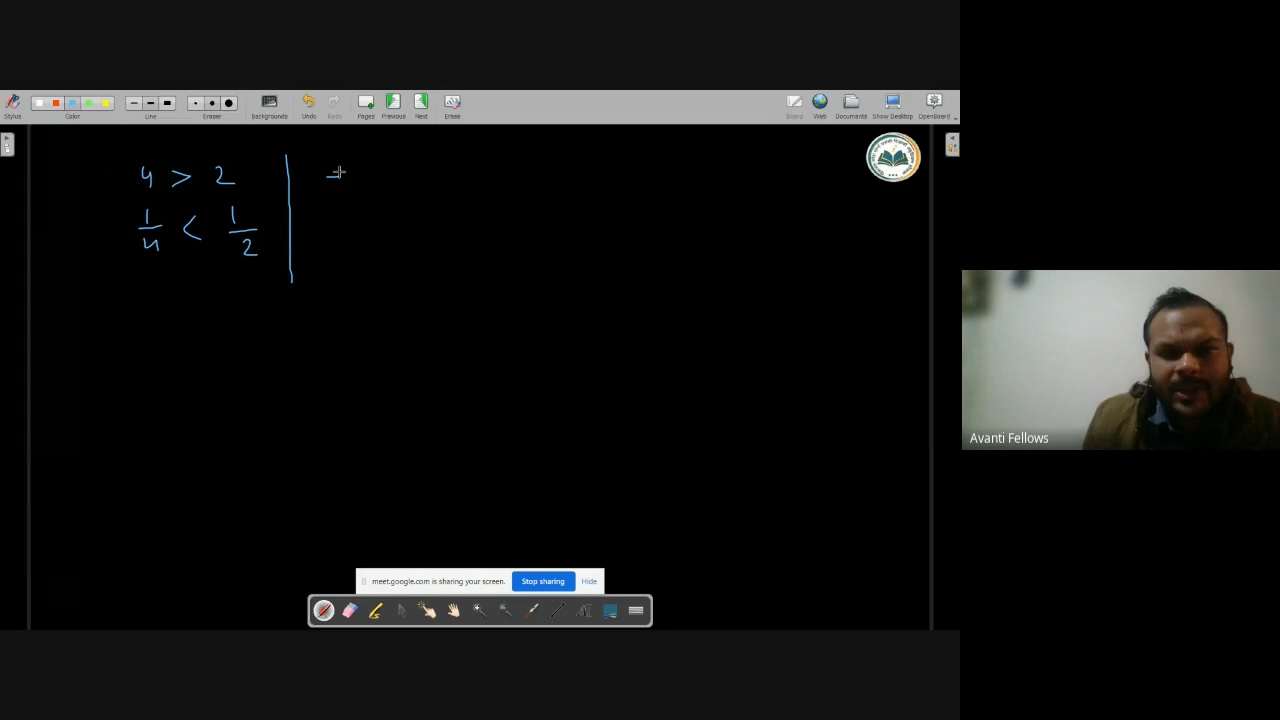 Stylus Color Line Eraser Backgrounds Undo Redo Pages Previous Next Erase Board Web Documents Show Desktop OpenBoard
4 > 2
1/4 < 1/2
Avanti Fellows
meet.google.com is sharing your screen. Stop sharing Hide